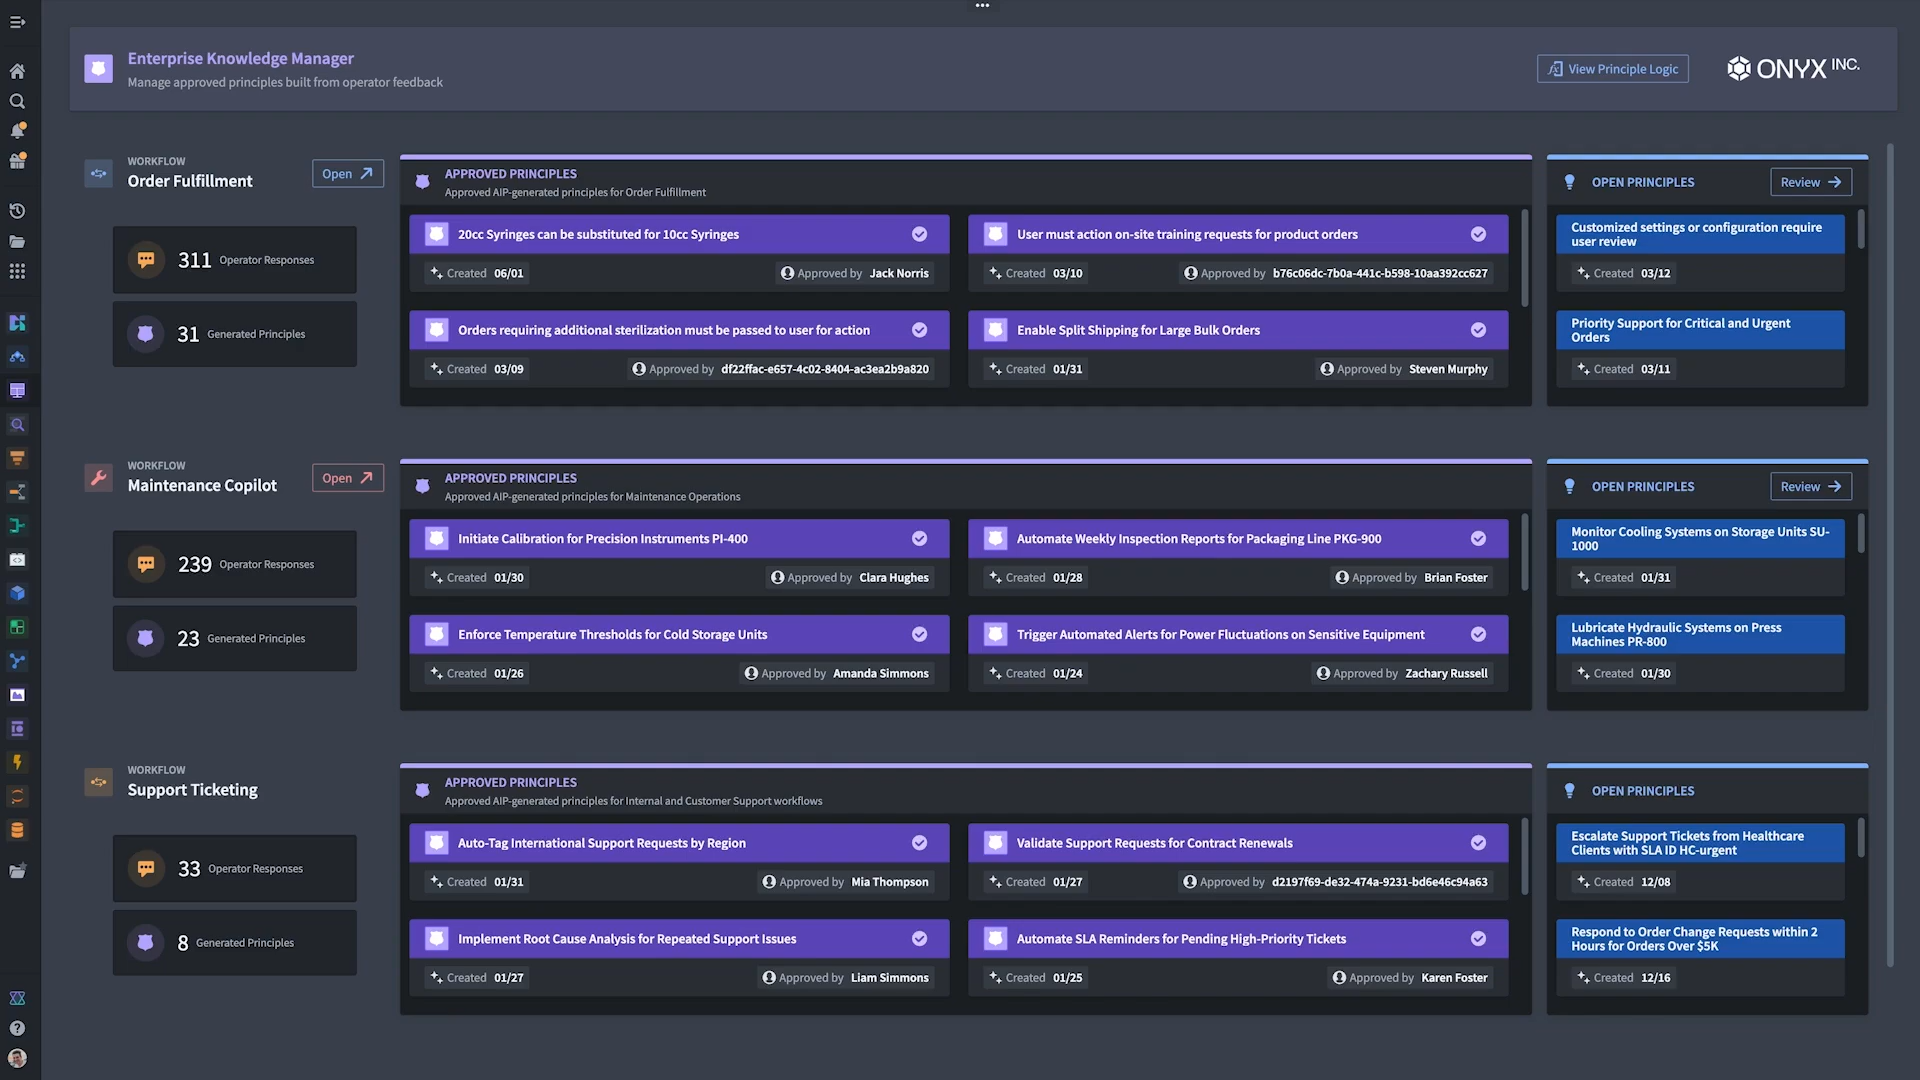 Enterprise Knowledge Manager
Manage approved principles built from operator feedback
View Principle Logic
ONYX INC.
WORKFLOW
Order Fulfillment
Open
311 Operator Responses
31 Generated Principles
APPROVED PRINCIPLES
Approved AIP-generated principles for Order Fulfillment
20cc Syringes can be substituted for 10cc Syringes
Created 06/01
Approved by Jack Norris
User must action on-site training requests for product orders
Created 03/10
Approved by b76c06dc-7b0a-441c-b598-10aa392cc627
Orders requiring additional sterilization must be passed to user for action
Created 03/09
Approved by df22ffac-e657-4c02-8404-ac3ea2b9a820
Enable Split Shipping for Large Bulk Orders
Created 01/31
Approved by Steven Murphy
OPEN PRINCIPLES
Review
Customized settings or configuration require
user review
Created 03/12
Priority Support for Critical and Urgent
Orders
Created 03/11
WORKFLOW
Maintenance Copilot
Open
239 Operator Responses
23 Generated Principles
APPROVED PRINCIPLES
Approved AIP-generated principles for Maintenance Operations
Initiate Calibration for Precision Instruments PI-400
Created 01/30
Approved by Clara Hughes
Automate Weekly Inspection Reports for Packaging Line PKG-900
Created 01/28
Approved by Brian Foster
Enforce Temperature Thresholds for Cold Storage Units
Created 01/26
Approved by Amanda Simmons
Trigger Automated Alerts for Power Fluctuations on Sensitive Equipment
Created 01/24
Approved by Zachary Russell
OPEN PRINCIPLES
Review
Monitor Cooling Systems on Storage Units SU-
1000
Created 01/31
Lubricate Hydraulic Systems on Press
Machines PR-800
Created 01/30
WORKFLOW
Support Ticketing
33 Operator Responses
8 Generated Principles
APPROVED PRINCIPLES
Approved AIP-generated principles for Internal and Customer Support workflows
Auto-Tag International Support Requests by Region
Created 01/31
Approved by Mia Thompson
Validate Support Requests for Contract Renewals
Created 01/27
Approved by d2197f69-de32-474a-9231-bd6e46c94a63
Implement Root Cause Analysis for Repeated Support Issues
Created 01/27
Approved by Liam Simmons
Automate SLA Reminders for Pending High-Priority Tickets
Created 01/25
Approved by Karen Foster
OPEN PRINCIPLES
Escalate Support Tickets from Healthcare
Clients with SLA ID HC-urgent
Created 12/08
Respond to Order Change Requests within 2
Hours for Orders Over $5K
Created 12/16